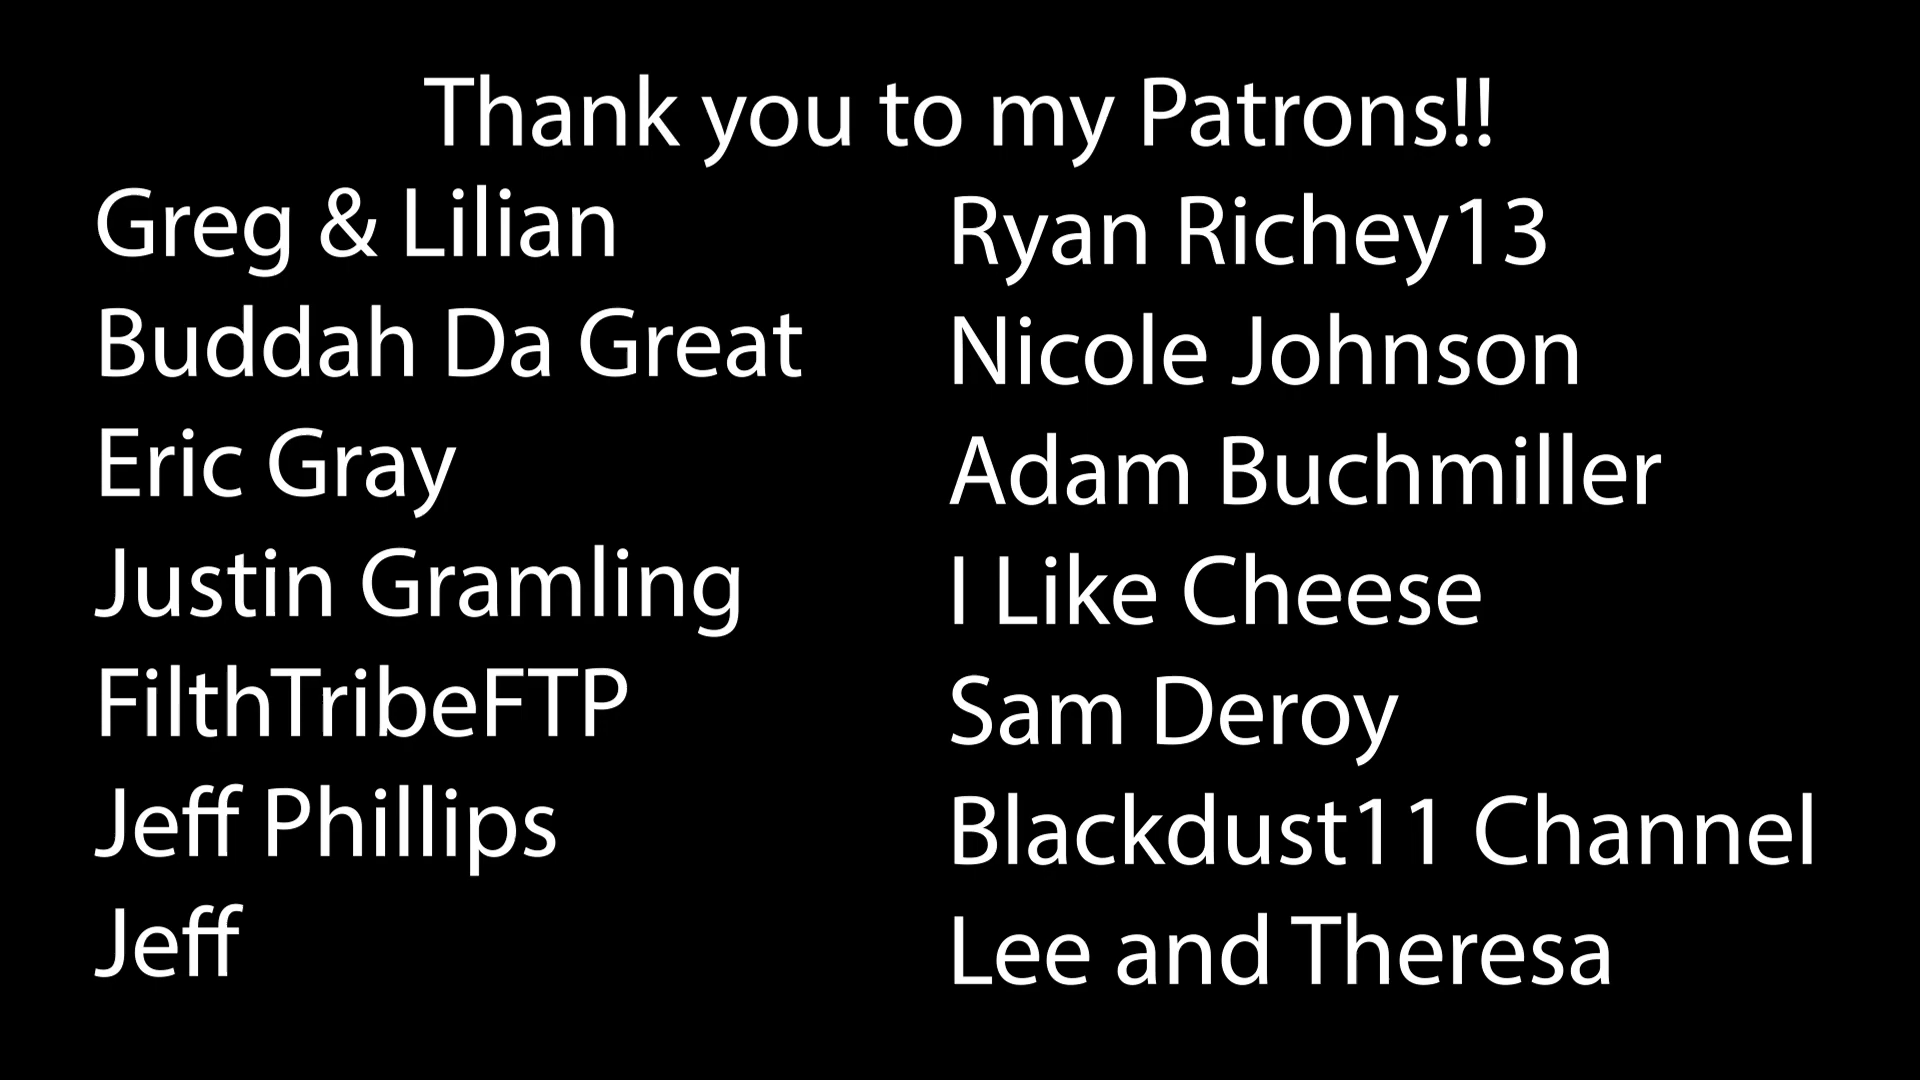 Thank you to my Patrons!!
Greg & Lilian
Buddah Da Great
Eric Gray
Justin Gramling
FilthTribeFTP
Jeff Phillips
Jeff
Ryan Richey13
Nicole Johnson
Adam Buchmiller
I Like Cheese
Sam Deroy
Blackdust11 Channel
Lee and Theresa